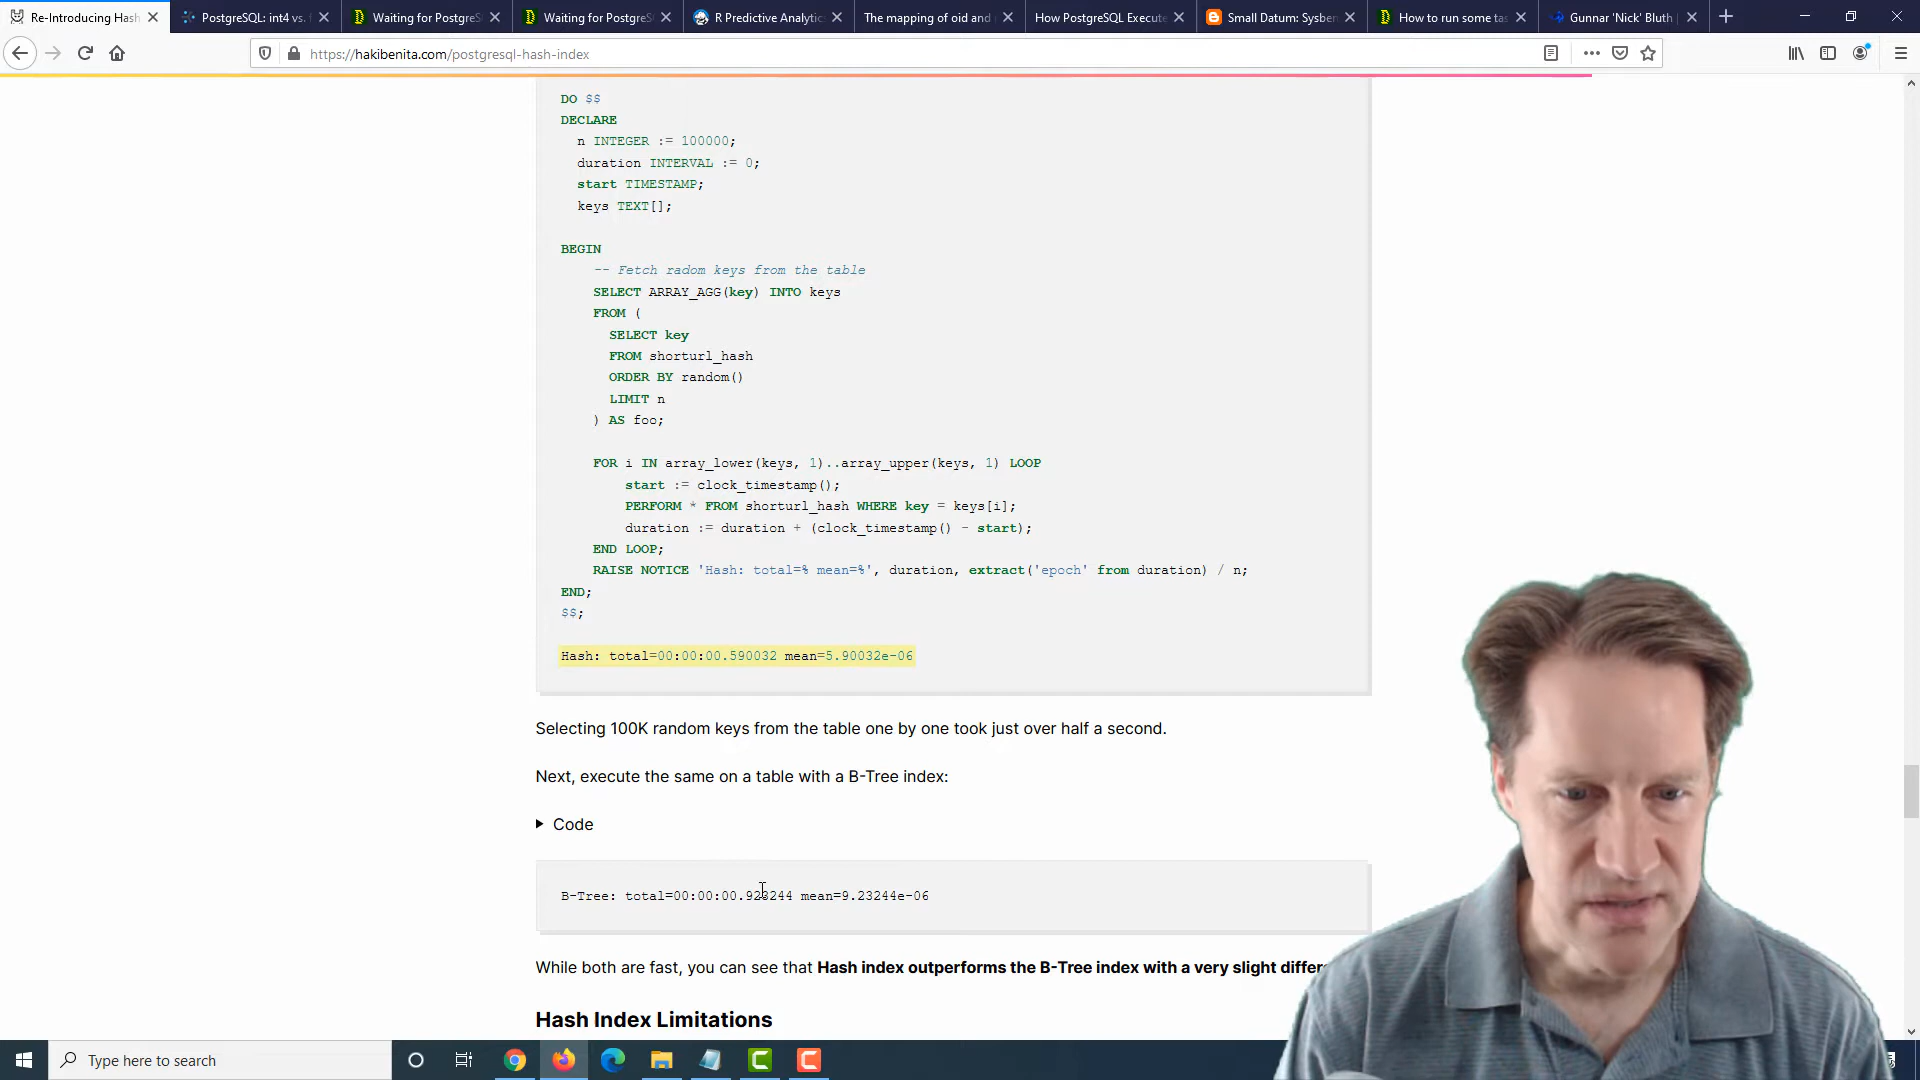 Re-Introducing Hash
PostgreSQL: int4 vs.
Waiting for PostgreS
Waiting for PostgreS
R Predictive Analytic
The mapping of oid and
How PostgreSQL Execute
Small Datum: Sysben
How to run some tas
Gunnar 'Nick' Bluth
https://hakibenita.com/postgresql-hash-index
DO $$
DECLARE
n INTEGER := 100000;
duration INTERVAL := 0;
start TIMESTAMP;
keys TEXT[];
BEGIN
-- Fetch radom keys from the table
SELECT ARRAY_AGG(key) INTO keys
FROM (
SELECT key
FROM shorturl_hash
ORDER BY random()
LIMIT n
) AS foo;
FOR i IN array_lower(keys, 1)..array_upper(keys, 1) LOOP
start := clock_timestamp();
PERFORM * FROM shorturl_hash WHERE key = keys[i];
duration := duration + (clock_timestamp() - start);
END LOOP;
RAISE NOTICE 'Hash: total=% mean=%', duration, extract('epoch' from duration) / n;
END;
$$;
Hash: total=00:00:00.590032 mean=5.90032e-06
Selecting 100K random keys from the table one by one took just over half a second.
Next, execute the same on a table with a B-Tree index:
Code
B-Tree: total=00:00:00.923244 mean=9.23244e-06
While both are fast, you can see that Hash index outperforms the B-Tree index with a very slight differ
Hash Index Limitations
Type here to search